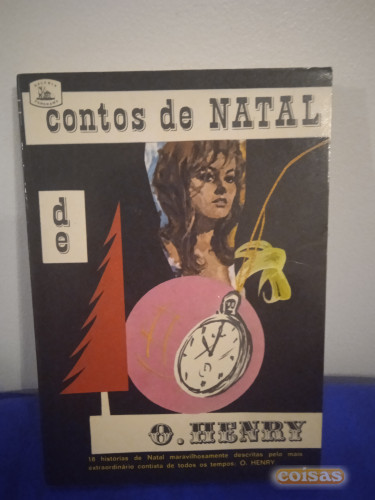 contos de NATAL
de
O. HENRY
18 histórias de Natal maravilhosamente descritas pelo mais
extraordinário contista de todos os tempos: O. HENRY
coisas